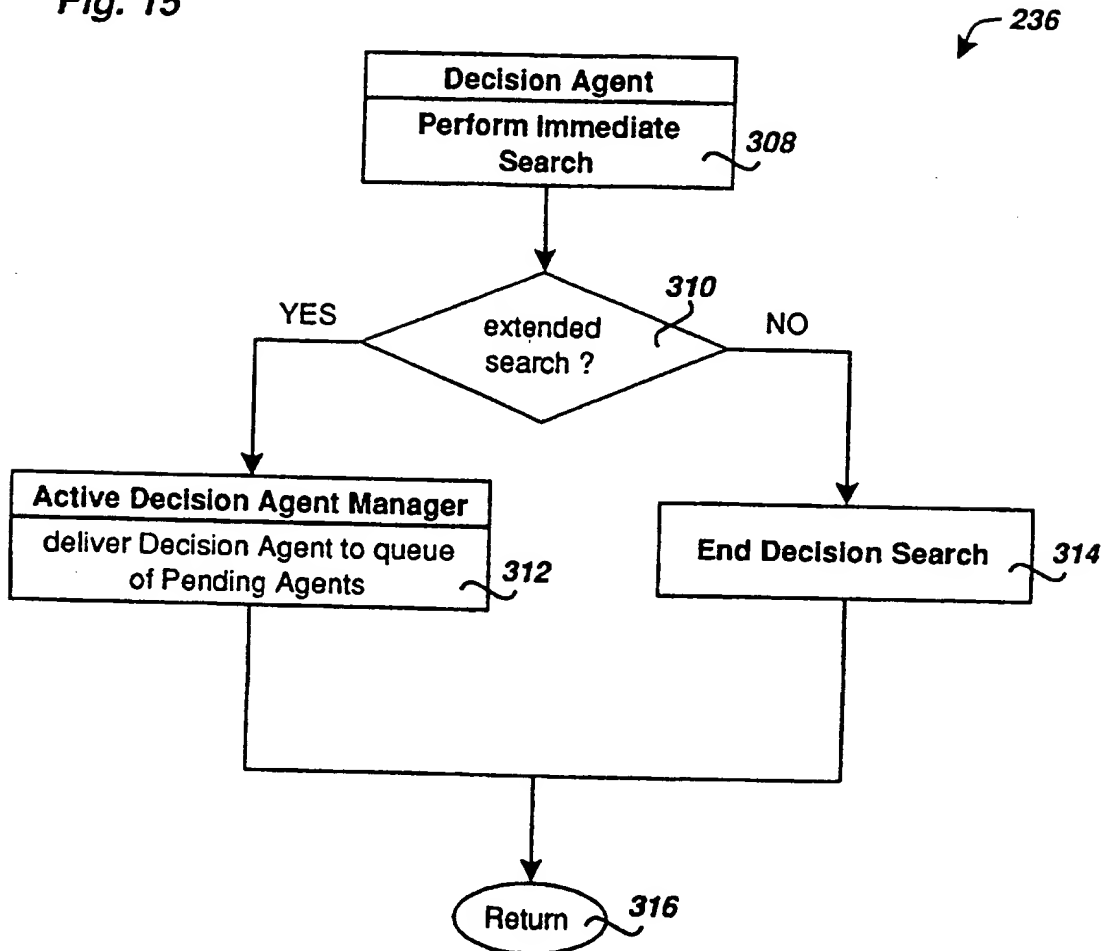 Fig. 15
236
Decision Agent
Perform Immediate
Search
308
310
YES
extended
search ?
NO
Active Decision Agent Manager
deliver Decision Agent to queue
of Pending Agents
312
End Decision Search
314
Return
316